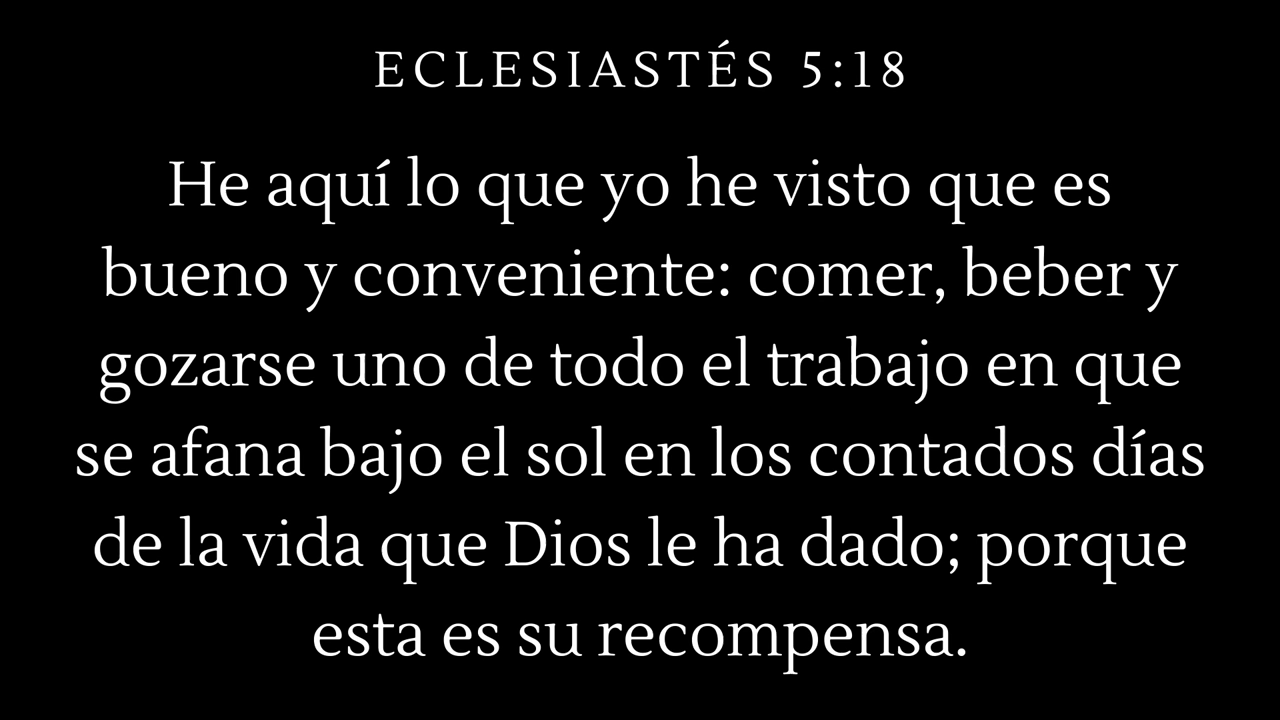 ECLESIASTÉS 5:18
He aquí lo que yo he visto que es
bueno y conveniente: comer, beber y
gozarse uno de todo el trabajo en que
se afana bajo el sol en los contados días
de la vida que Dios le ha dado; porque
esta es su recompensa.